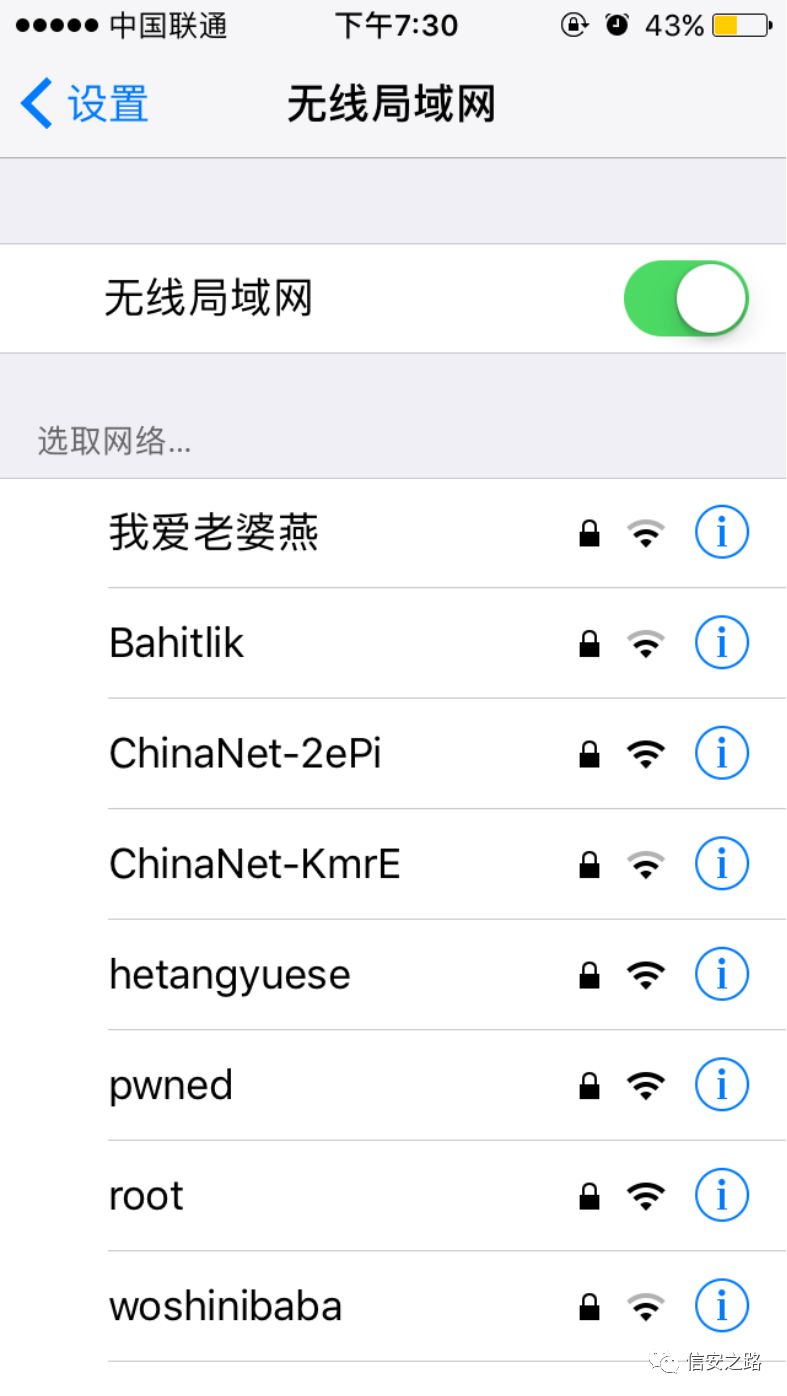 中国联通 下午7:30 43%
设置 无线局域网
无线局域网
选取网络...
我爱老婆燕
Bahitlik
ChinaNet-2ePi
ChinaNet-KmrE
hetangyuese
pwned
root
woshinibaba
信安之路